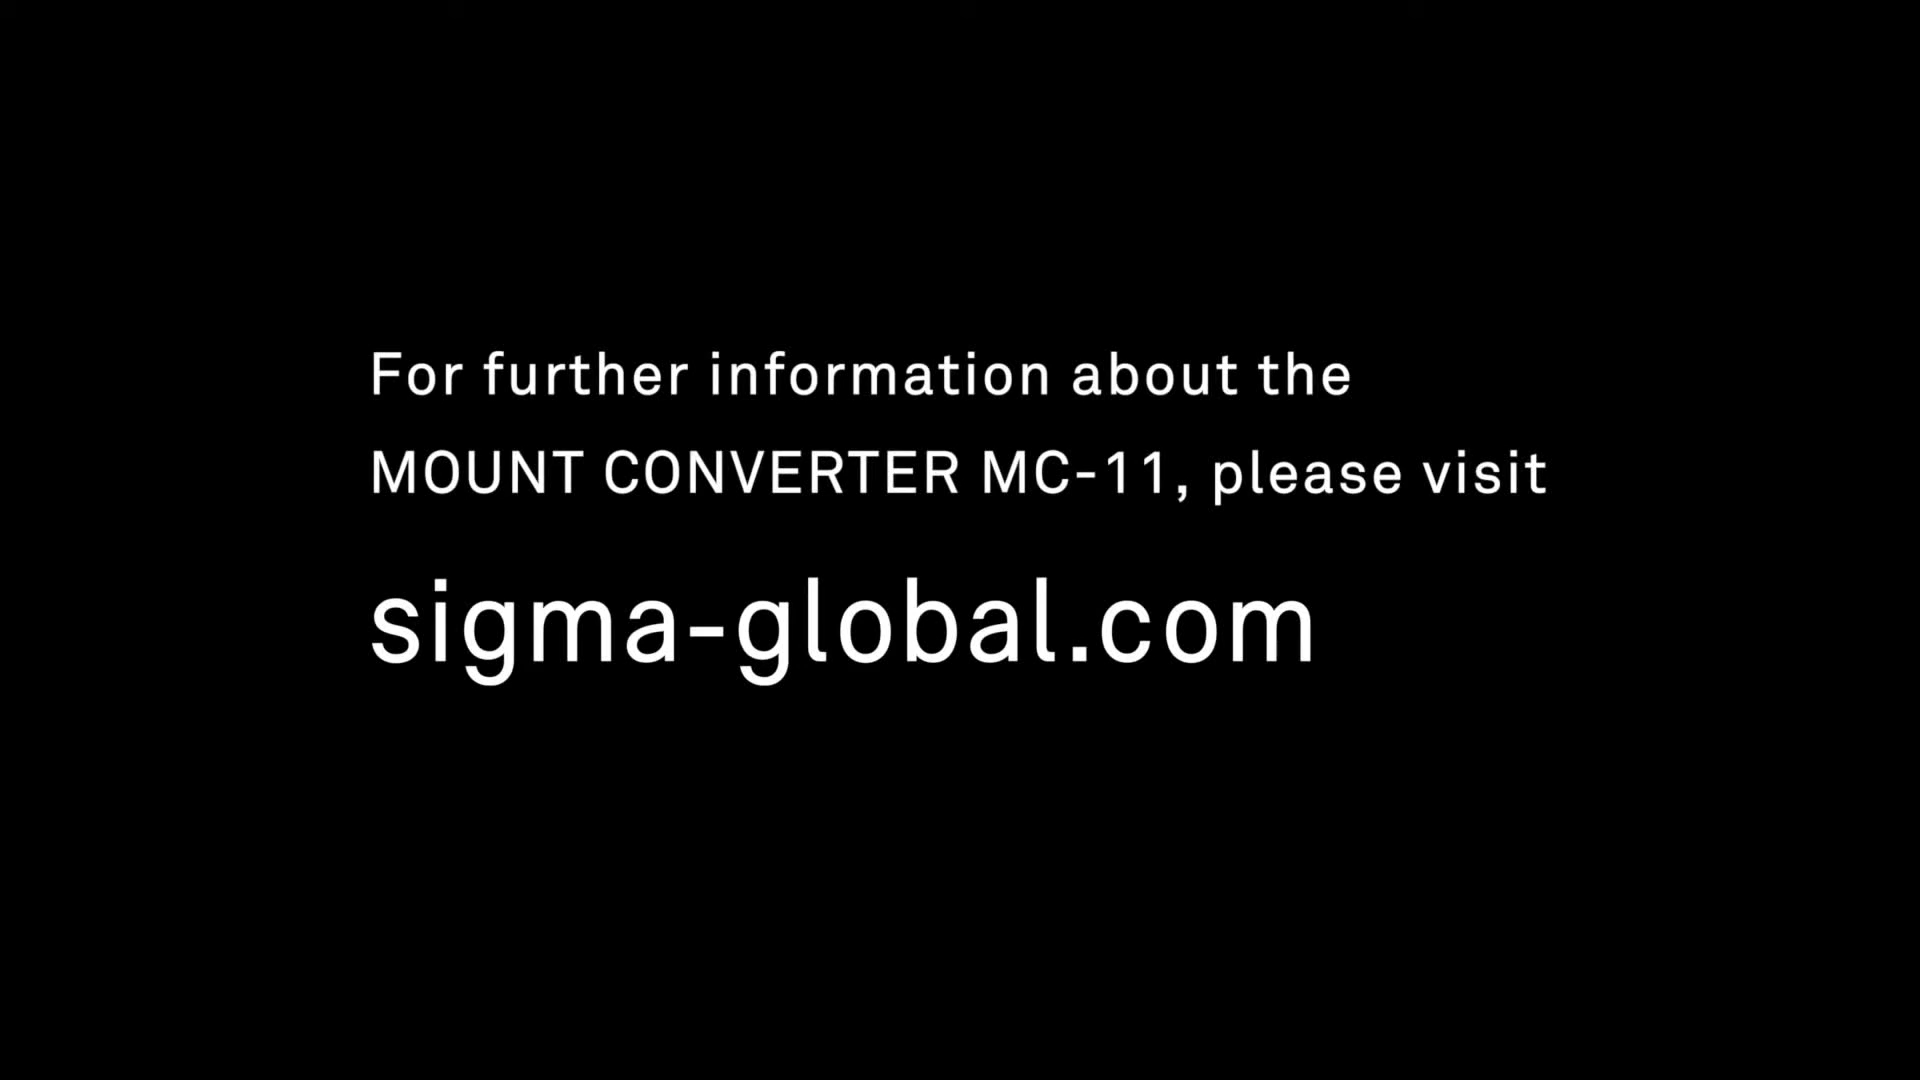 For further information about the
MOUNT CONVERTER MC-11, please visit
sigma-global.com